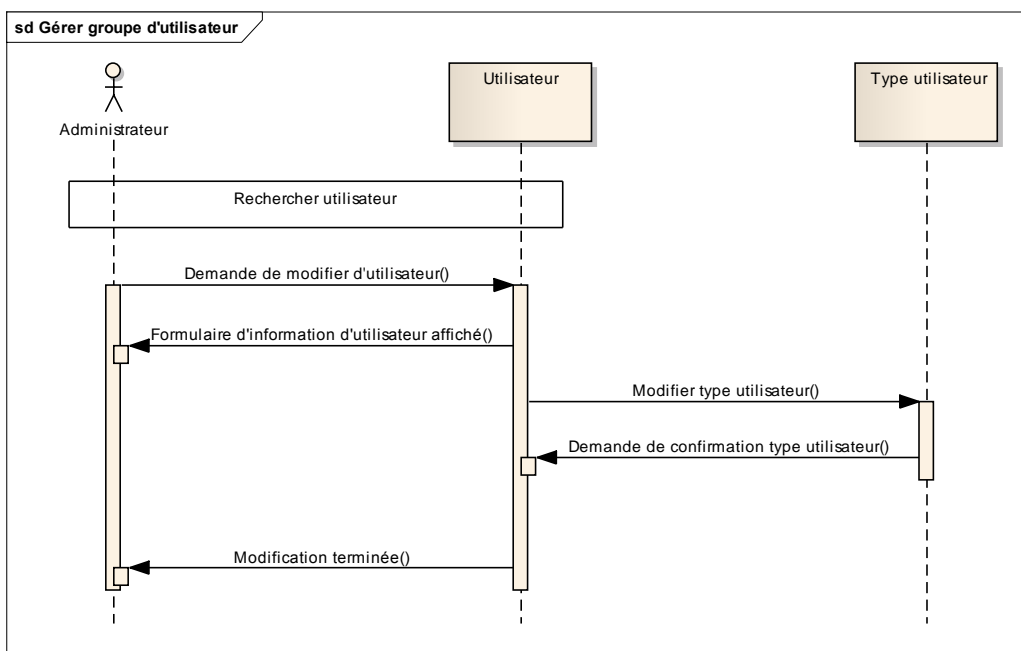 sd Gérer groupe d'utilisateur
Utilisateur
Type utilisateur
Administrateur
Rechercher utilisateur
Demande de modifier d'utilisateur()
Formulaire d'information d'utilisateur affiché()
Modifier type utilisateur()
Demande de confirmation type utilisateur()
Modification terminée()